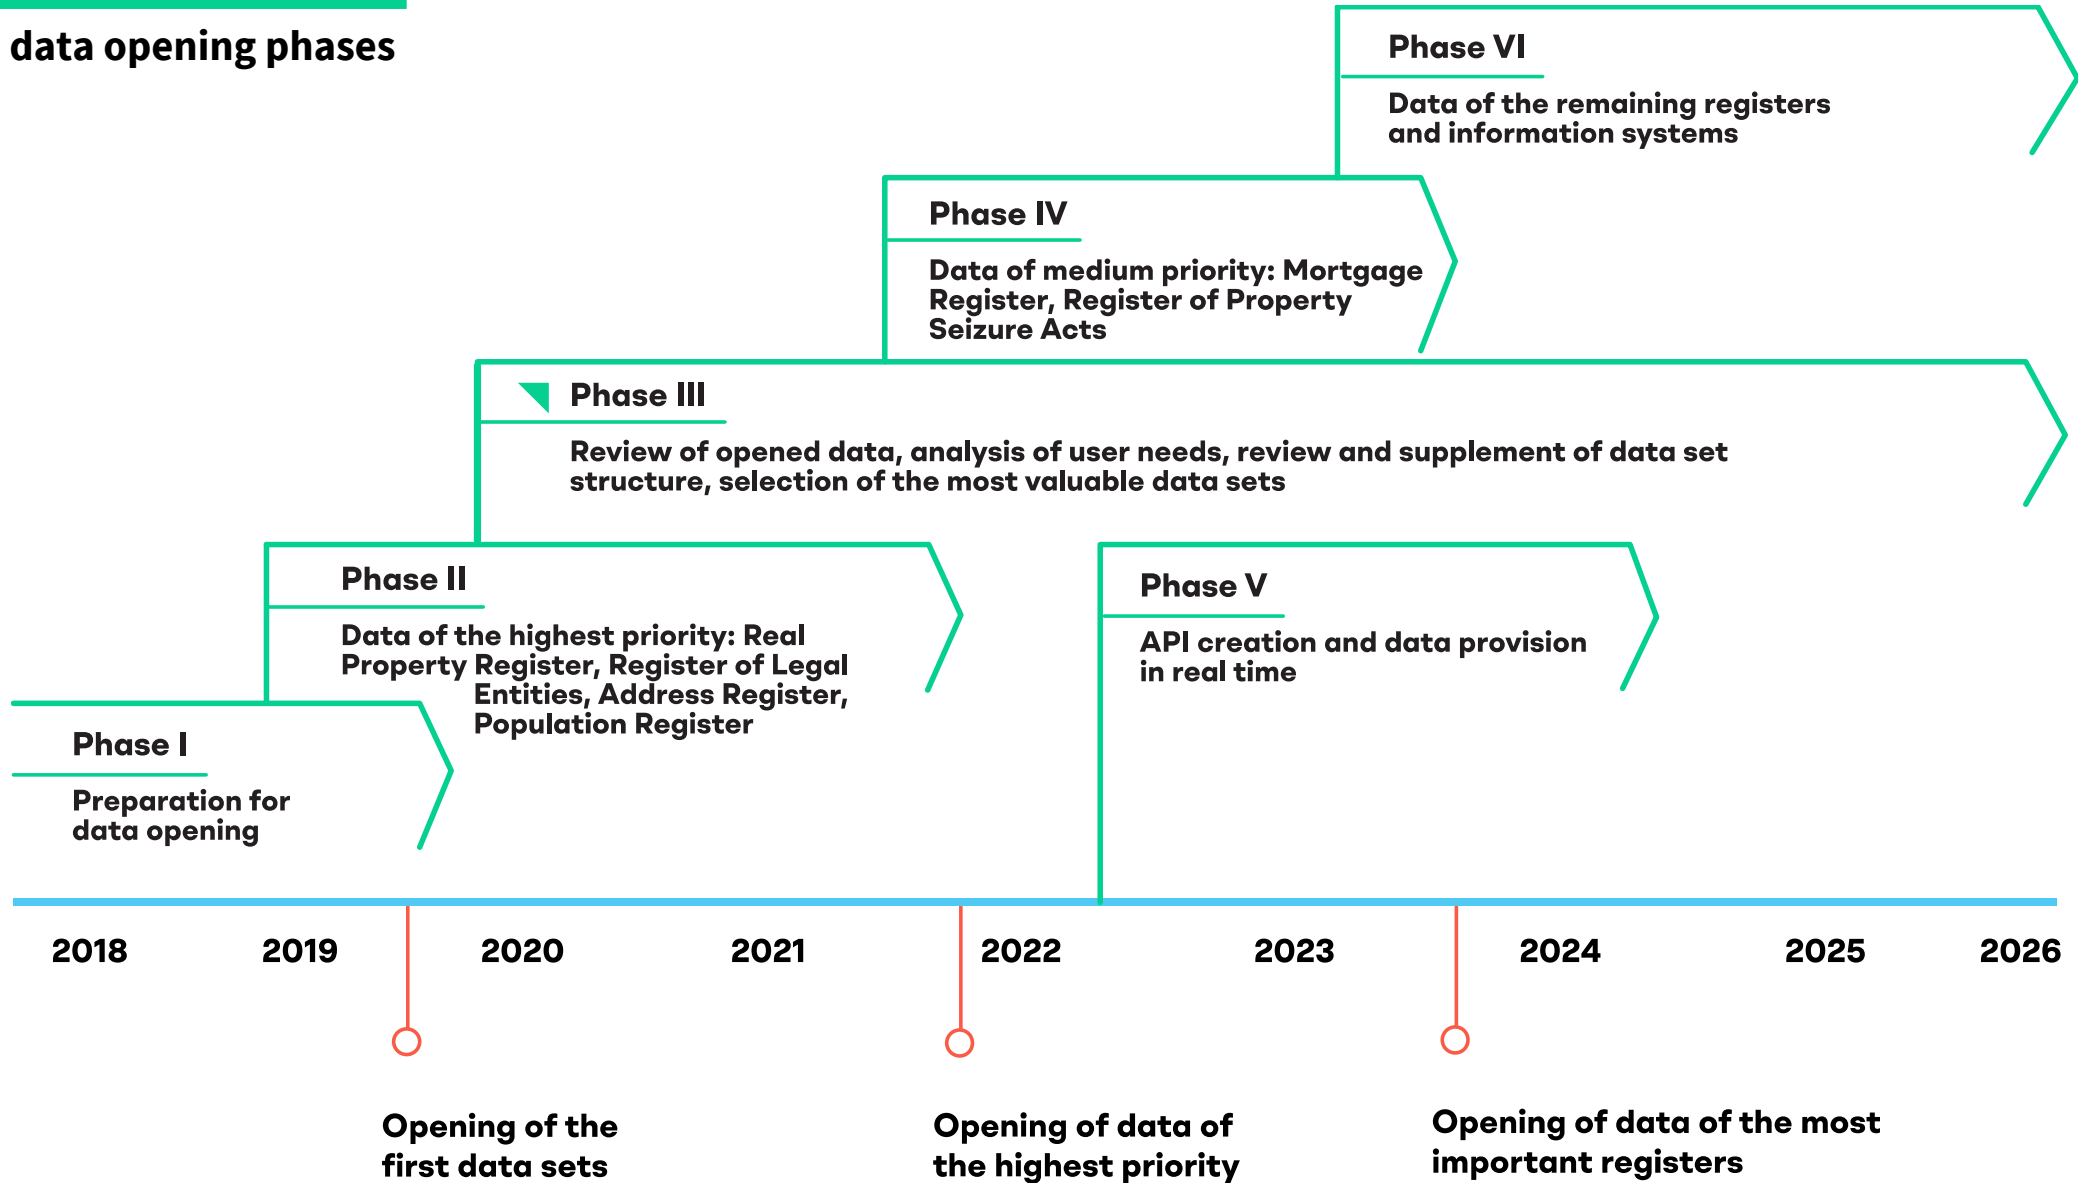 data opening phases
Phase VI
Data of the remaining registers
and information systems
Phase IV
Data of medium priority: Mortgage
Register, Register of Property
Seizure Acts
Phase III
Review of opened data, analysis of user needs, review and supplement of data set
structure, selection of the most valuable data sets
Phase II
Data of the highest priority: Real
Property Register, Register of Legal
Entities, Address Register,
Population Register
Phase V
API creation and data provision
in real time
Phase I
Preparation for
data opening
2018 2019 2020 2021 2022 2023 2024 2025 2026
Opening of the
first data sets
Opening of data of
the highest priority
Opening of data of the most
important registers